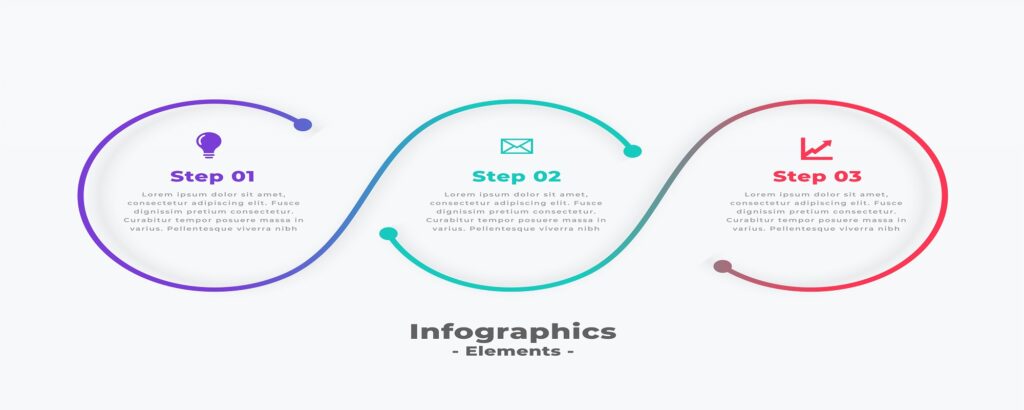 Step 01
Lorem ipsum dolor sit amet,
consectetur adipiscing elit. Fusce
dignissim pretium consectetur.
Curabitur tempor posuere massa in
varius. Pellentesque viverra nibh
Step 02
Lorem ipsum dolor sit amet,
consectetur adipiscing elit. Fusce
dignissim pretium consectetur.
Curabitur tempor posuere massa in
varius. Pellentesque viverra nibh
Step 03
Lorem ipsum dolor sit amet,
consectetur adipiscing elit. Fusce
dignissim pretium consectetur.
Curabitur tempor posuere massa in
varius. Pellentesque viverra nibh
Infographics
- Elements -